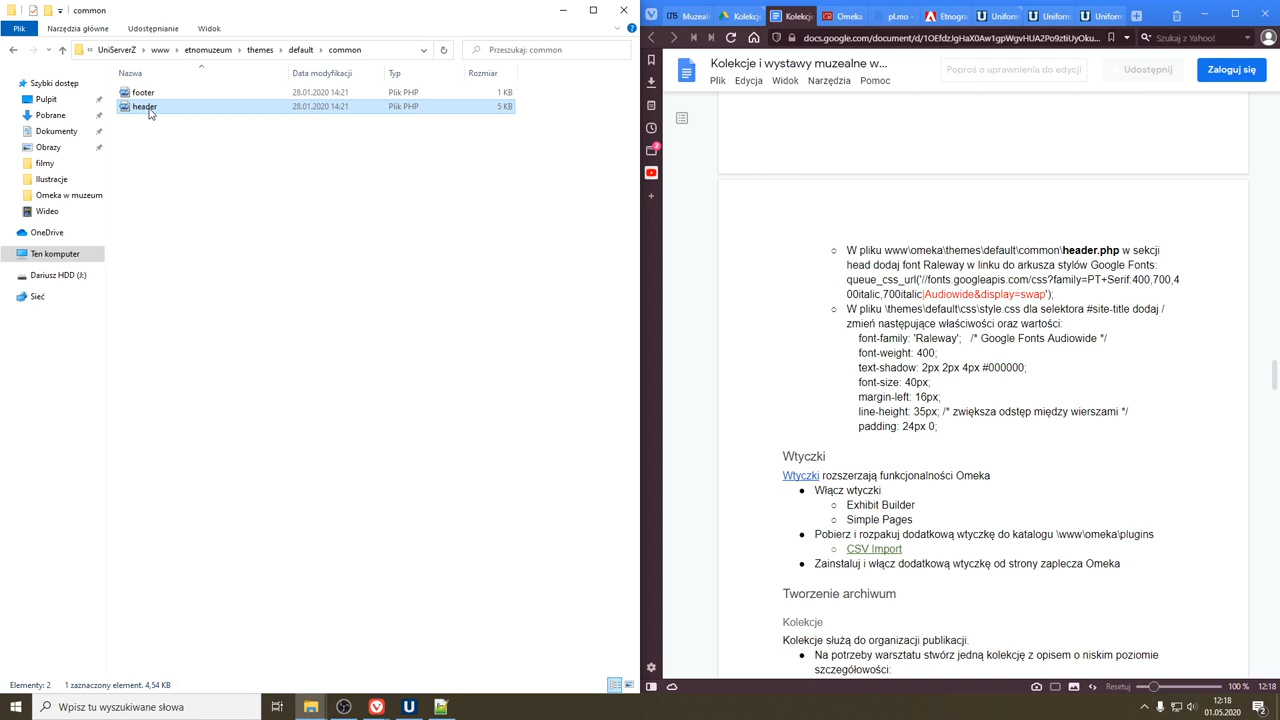 common
Plik
Narzędzia główne
Udostępnianie
Widok
UniServerZ
www
etnomuzeum
themes
default
common
Przeszukaj: common
Nazwa
Data modyfikacji
Typ
Rozmiar
footer
28.01.2020 14:21
Plik PHP
1 KB
header
28.01.2020 14:21
Plik PHP
5 KB
Szybki dostęp
Pulpit
Pobrane
Dokumenty
Obrazy
filmy
Ilustracje
Omeka w muzeum
Wideo
OneDrive
Ten komputer
Dariusz HDD (J:)
Sieć
Elementy: 2
1 zaznaczony element. 4,54 KB
Wpisz tu wyszukiwane słowa
Muzeal
Kolekcj
Kolekcj
Omeka
pl.mo
Etnogra
Uniforn
Uniforn
Uniforn
docs.google.com/document/d/1OEfdzJgHaX0Aw1gpWgvHUA2Po9ztiUyOku...
Szukaj z Yahoo!
Kolekcje i wystawy muzealne w...
Plik
Edycja
Widok
Narzędzia
Pomoc
Poproś o uprawnienia do edycji
Udostępnij
Zaloguj się
2
○ W pliku www\omeka\themes\default\common\header.php w sekcji
head dodaj font Raleway w linku do arkusza stylów Google Fonts:
queue_css_url('//fonts.googleapis.com/css?family=PT+Serif:400,700,4
00italic,700italic|Audiowide&display=swap');
○ W pliku \themes\default\css\style.css dla selektora #site-title dodaj /
zmień następujące właściwości oraz wartości:
font-family: 'Raleway'; /* Google Fonts Audiowide */
font-weight: 400;
text-shadow: 2px 2px 4px #000000;
font-size: 40px;
margin-left: 16px;
line-height: 35px; /* zwiększa odstęp między wierszami */
padding: 24px 0;
Wtyczki
Wtyczki rozszerzają funkcjonalności Omeka
● Włącz wtyczki
○ Exhibit Builder
○ Simple Pages
● Pobierz i rozpakuj dodatkową wtyczkę do katalogu \www\omeka\plugins
○ CSV Import
● Zainstaluj i włącz dodatkową wtyczkę od strony zaplecza Omeka
Tworzenie archiwum
Kolekcje
Kolekcje służą do organizacji publikacji.
● Na potrzeby warsztatu stwórz jedną kolekcję z opisem o niskim poziomie
szczegółowości:
Resetuj
100 %
12:18
12:18
01.05.2020
2